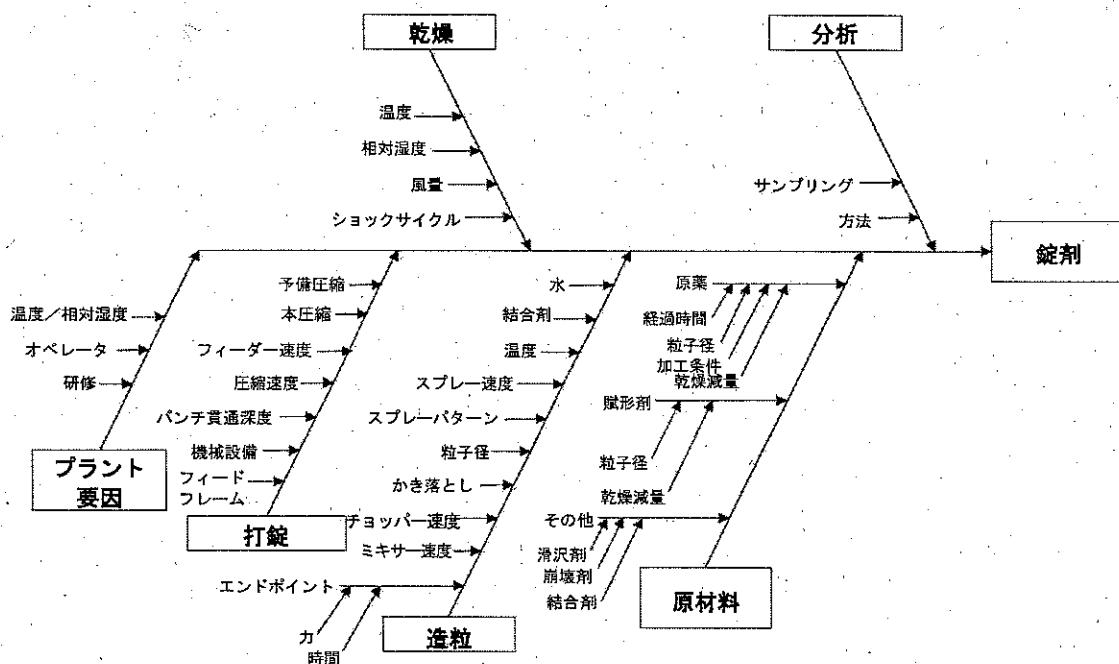 乾燥
分析
温度
相対湿度
風量
ショックサイクル
サンプリング
方法
錠剤
温度／相対湿度
オペレータ
研修
プラント
要因
予備圧縮
本圧縮
フィーダー速度
圧縮速度
パンチ貫通深度
機械設備
フィード
フレーム
打錠
水
結合剤
温度
スプレー速度
スプレーパターン
粒子径
かき落とし
チョッパー速度
ミキサー速度
エンドポイント
力
時間
造粒
原薬
経過時間
粒子径
加工条件
乾燥減量
賦形剤
粒子径
乾燥減量
その他
滑沢剤
崩壊剤
結合剤
原材料